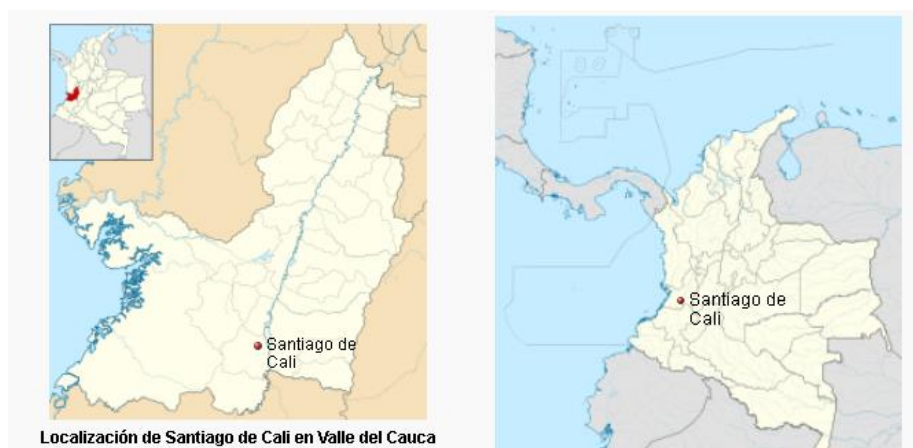 Santiago de
Cali
Localización de Santiago de Cali en Valle del Cauca
Santiago de
Cali